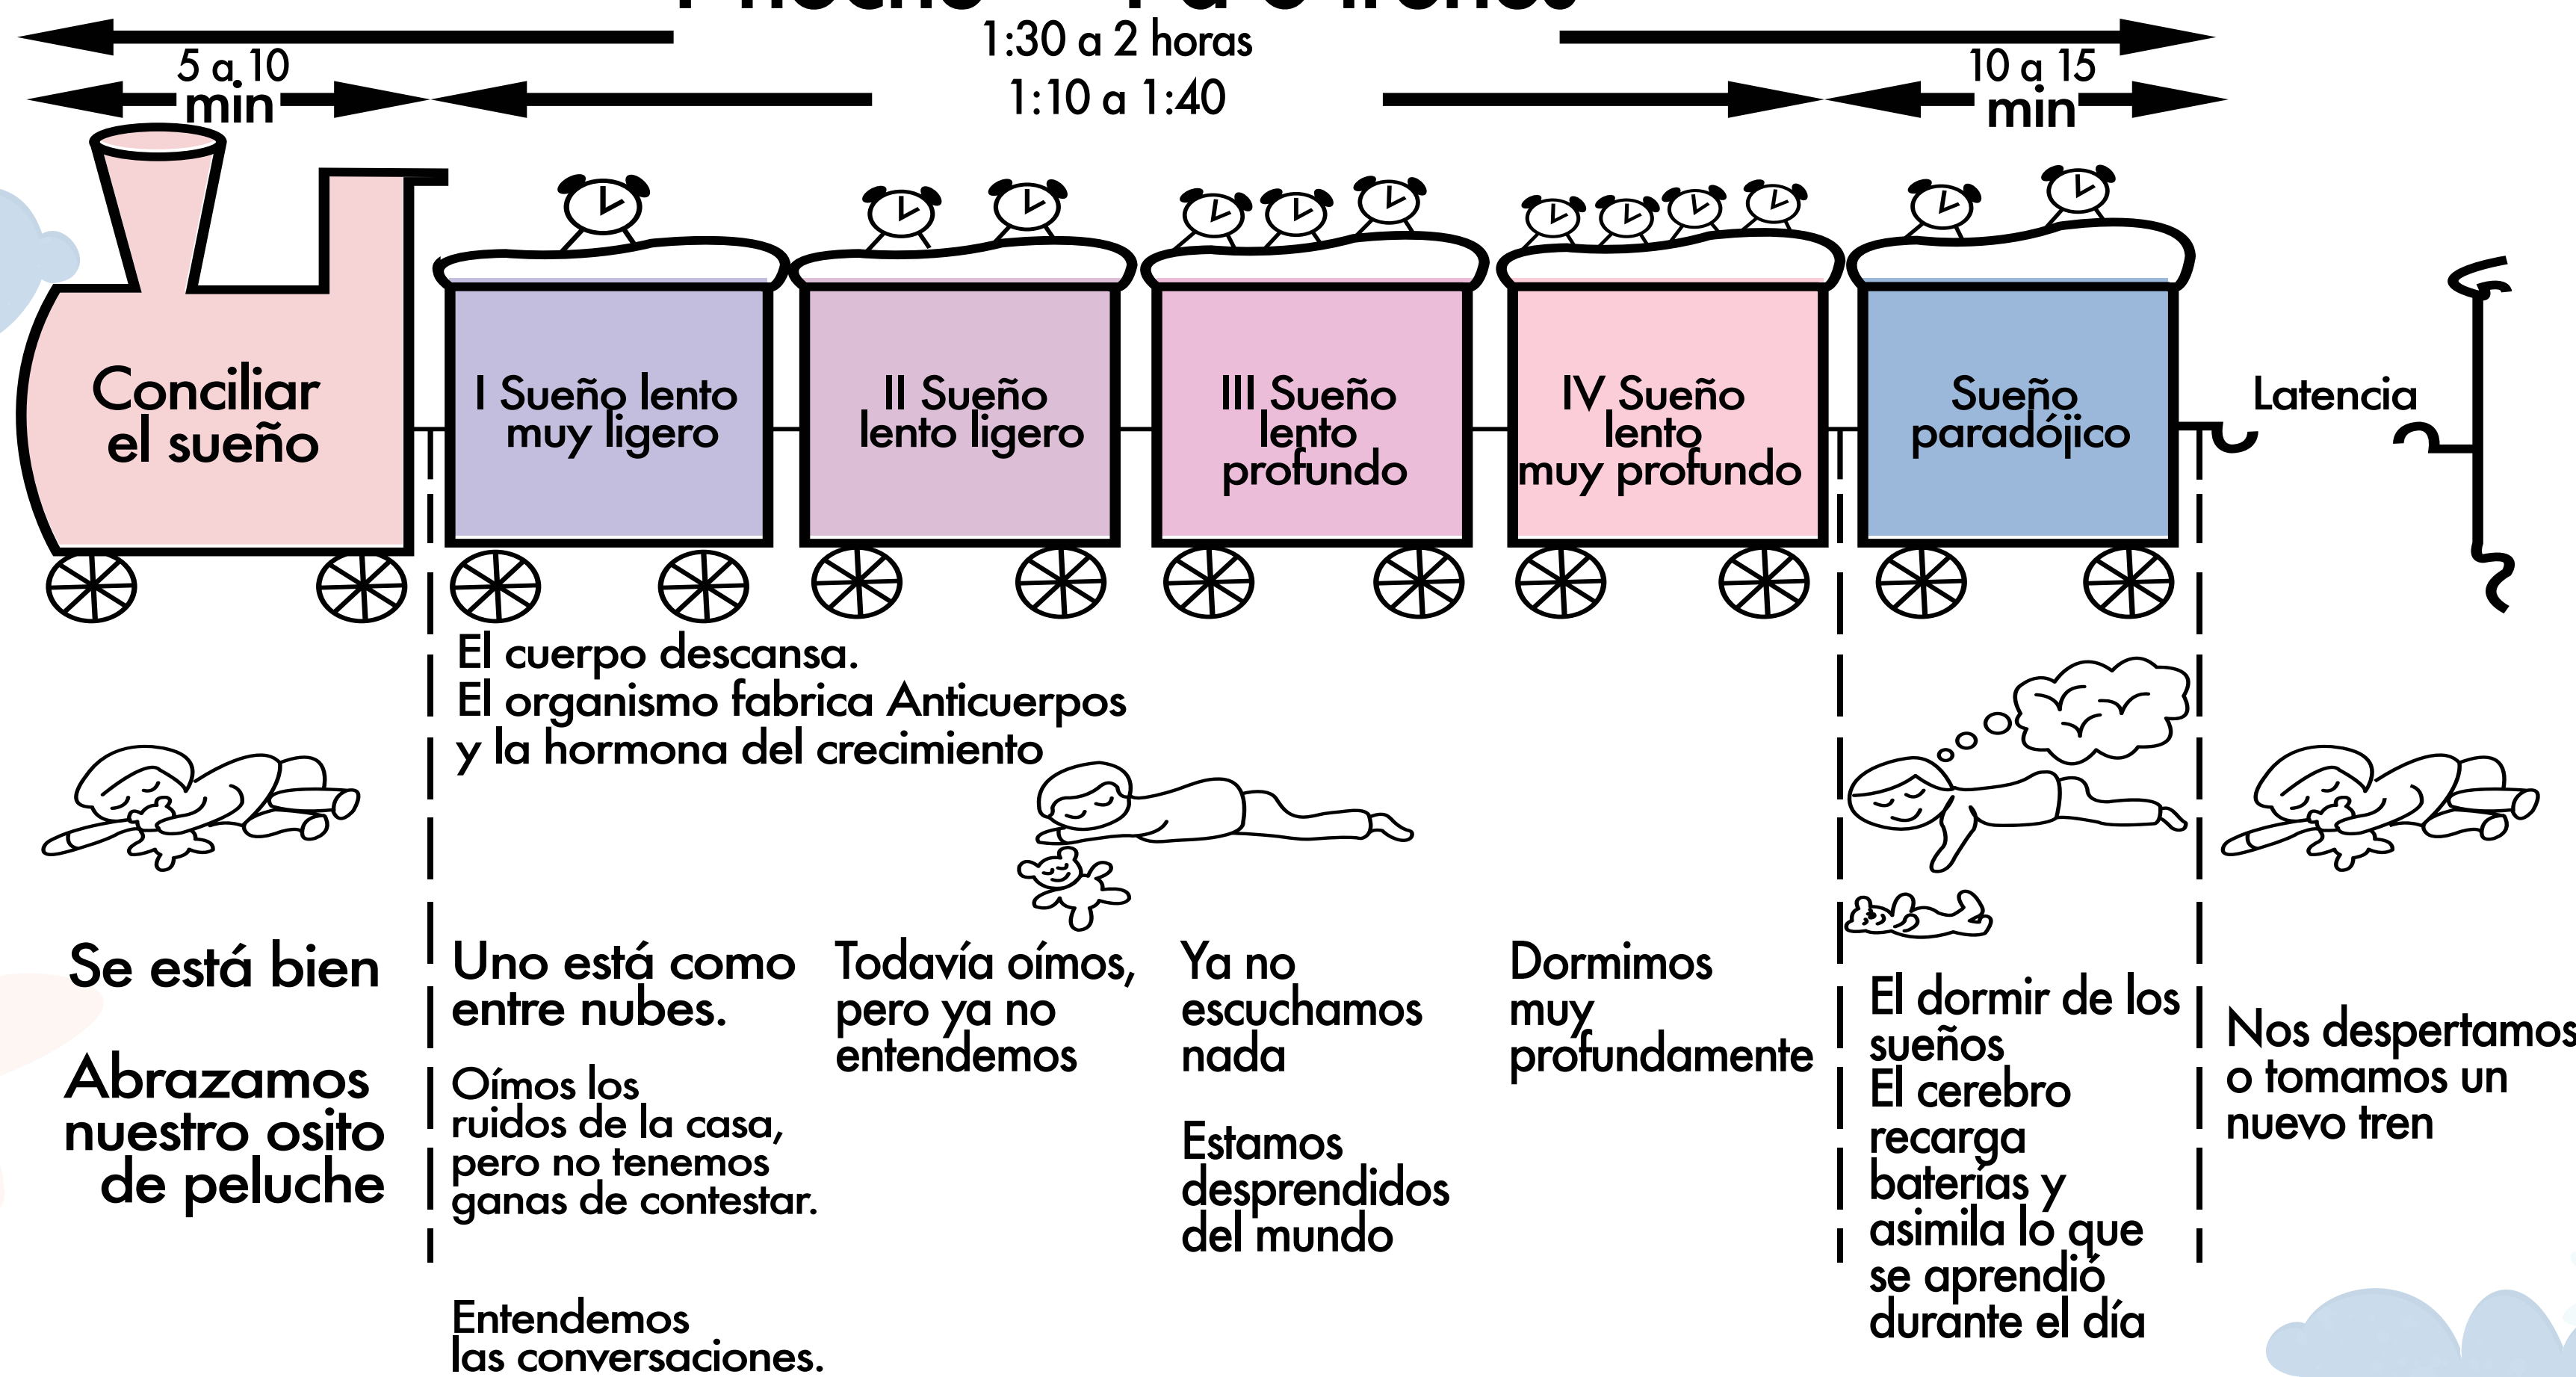 1:30 a 2 horas
5 a 10
min
1:10 a 1:40
10 a 15
min
Conciliar
el sueño
I Sueño lento
muy ligero
II Sueño
lento ligero
III Sueño
lento
profundo
IV Sueño
lento
muy profundo
Sueño
paradójico
Latencia
El cuerpo descansa.
El organismo fabrica Anticuerpos
y la hormona del crecimiento
Se está bien
Abrazamos
nuestro osito
de peluche
Uno está como
entre nubes.
Oímos los
ruidos de la casa,
pero no tenemos
ganas de contestar.
Entendemos
las conversaciones.
Todavía oímos,
pero ya no
entendemos
Ya no
escuchamos
nada
Estamos
desprendidos
del mundo
Dormimos
muy
profundamente
El dormir de los
sueños
El cerebro
recarga
baterías y
asimila lo que
se aprendió
durante el día
Nos despertamos
o tomamos un
nuevo tren